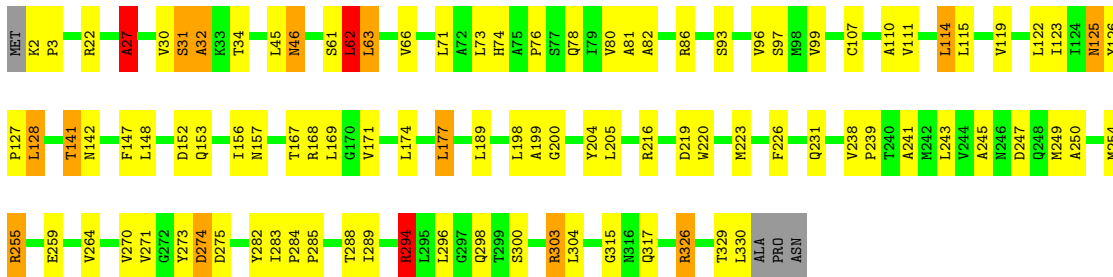 MET K2 P3 R22 A27 V30 S31 A32 K33 T34 L45 N46 S61 L62 L63 V66 L71 A72 L73 H74 A75 P76 S77 Q78 I79 V80 A81 A82 R86 S93 V96 S97 M98 V99 G107 A110 V111 L114 L115 V119 L122 I123 I124 N125 Y126
P127 L128 T141 N142 F147 L148 D152 Q153 I156 N157 T167 R168 L169 G170 V171 L174 L177 L189 L198 A199 G200 Y204 L205 R216 D219 W220 M223 F226 Q231 V238 P239 T240 A241 M242 L243 V244 A245 N246 D247 Q248 M249 A250 M254
R255 E259 V264 V270 V271 G272 Y273 D274 D275 Y282 I283 P284 P285 T288 I289 R294 L295 L296 G297 Q298 T299 S300 R303 L304 G315 N316 Q317 R326 T329 L330 ALA PRO ASN